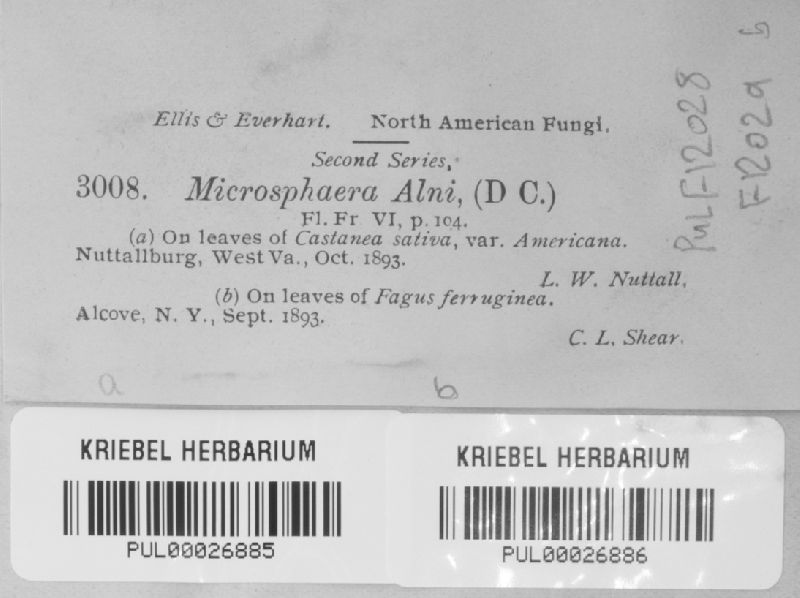 Ellis & Everhart. North American Fungi.
Second Series.
3008. Microsphaera Alni, (D C.)
Fl. Fr. VI, p. 104.
(a) On leaves of Castanea sativa, var. Americana.
Nuttallburg, West Va., Oct. 1893.
L. W. Nuttall.
(b) On leaves of Fagus ferruginea.
Alcove, N. Y., Sept. 1893.
C. L. Shear.
a b
PUL F12028
F1202a b
KRIEBEL HERBARIUM
PUL00026885
KRIEBEL HERBARIUM
PUL00026886